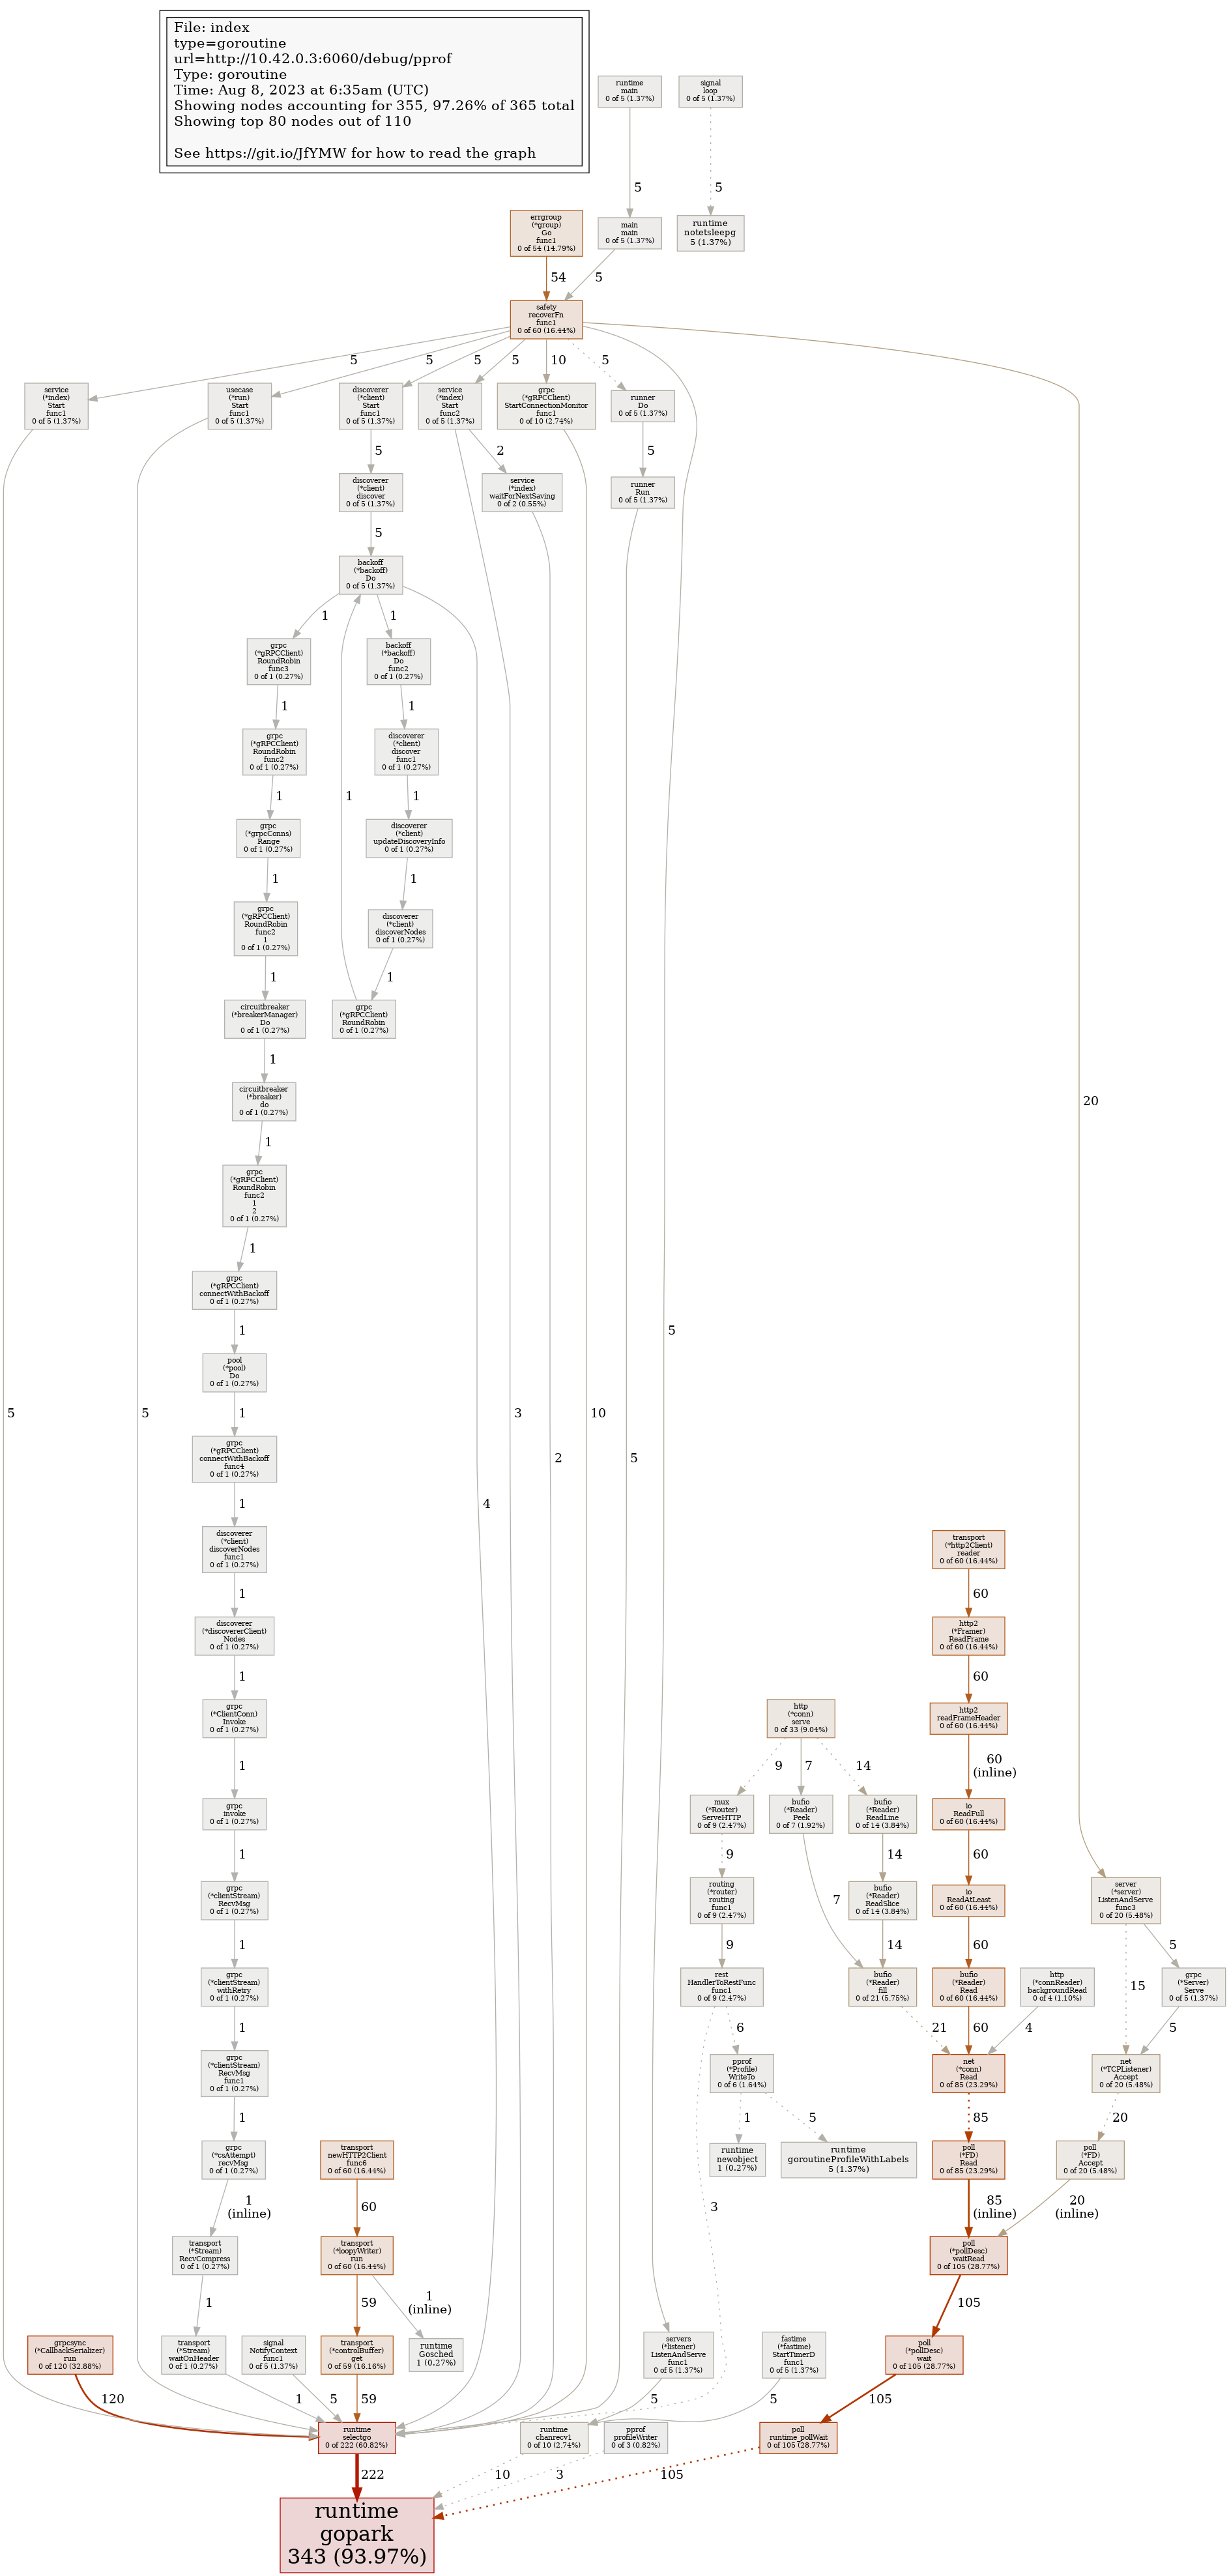 File: index
type=goroutine
url=http://10.42.0.3:6060/debug/pprof
Type: goroutine
Time: Aug 8, 2023 at 6:35am (UTC)
Showing nodes accounting for 355, 97.26% of 365 total
Showing top 80 nodes out of 110
See https://git.io/JfYMW for how to read the graph
runtime
main
0 of 5 (1.37%)
signal
loop
0 of 5 (1.37%)
5
5
errgroup
(*group)
Go
func1
0 of 54 (14.79%)
main
main
0 of 5 (1.37%)
runtime
notetsleepg
5 (1.37%)
54
5
safety
recoverFn
func1
0 of 60 (16.44%)
5
5
5
5
10
5
service
(*index)
Start
func1
0 of 5 (1.37%)
usecase
(*run)
Start
func1
0 of 5 (1.37%)
discoverer
(*client)
Start
func1
0 of 5 (1.37%)
service
(*index)
Start
func2
0 of 5 (1.37%)
grpc
(*gRPCClient)
StartConnectionMonitor
func1
0 of 10 (2.74%)
runner
Do
0 of 5 (1.37%)
5
2
5
discoverer
(*client)
discover
0 of 5 (1.37%)
service
(*index)
waitForNextSaving
0 of 2 (0.55%)
runner
Run
0 of 5 (1.37%)
5
backoff
(*backoff)
Do
0 of 5 (1.37%)
1
1
grpc
(*gRPCClient)
RoundRobin
func3
0 of 1 (0.27%)
backoff
(*backoff)
Do
func2
0 of 1 (0.27%)
1
1
grpc
(*gRPCClient)
RoundRobin
func2
0 of 1 (0.27%)
discoverer
(*client)
discover
func1
0 of 1 (0.27%)
1
1
1
grpc
(*grpcConns)
Range
0 of 1 (0.27%)
discoverer
(*client)
updateDiscoveryInfo
0 of 1 (0.27%)
1
1
grpc
(*gRPCClient)
RoundRobin
func2
1
0 of 1 (0.27%)
discoverer
(*client)
discoverNodes
0 of 1 (0.27%)
1
1
circuitbreaker
(*breakerManager)
Do
0 of 1 (0.27%)
grpc
(*gRPCClient)
RoundRobin
0 of 1 (0.27%)
1
circuitbreaker
(*breaker)
do
0 of 1 (0.27%)
20
1
grpc
(*gRPCClient)
RoundRobin
func2
1
2
0 of 1 (0.27%)
1
grpc
(*gRPCClient)
connectWithBackoff
0 of 1 (0.27%)
1
5
pool
(*pool)
Do
0 of 1 (0.27%)
5
5
1
3
10
grpc
(*gRPCClient)
connectWithBackoff
func4
0 of 1 (0.27%)
2
5
1
4
discoverer
(*client)
discoverNodes
func1
0 of 1 (0.27%)
transport
(*http2Client)
reader
0 of 60 (16.44%)
1
60
discoverer
(*discovererClient)
Nodes
0 of 1 (0.27%)
http2
(*Framer)
ReadFrame
0 of 60 (16.44%)
1
60
grpc
(*ClientConn)
Invoke
0 of 1 (0.27%)
http
(*conn)
serve
0 of 33 (9.04%)
http2
readFrameHeader
0 of 60 (16.44%)
1
9
7
14
60
(inline)
grpc
invoke
0 of 1 (0.27%)
mux
(*Router)
ServeHTTP
0 of 9 (2.47%)
bufio
(*Reader)
Peek
0 of 7 (1.92%)
bufio
(*Reader)
ReadLine
0 of 14 (3.84%)
io
ReadFull
0 of 60 (16.44%)
1
9
14
60
grpc
(*clientStream)
RecvMsg
0 of 1 (0.27%)
routing
(*router)
routing
func1
0 of 9 (2.47%)
7
bufio
(*Reader)
ReadSlice
0 of 14 (3.84%)
io
ReadAtLeast
0 of 60 (16.44%)
server
(*server)
ListenAndServe
func3
0 of 20 (5.48%)
1
9
14
60
5
grpc
(*clientStream)
withRetry
0 of 1 (0.27%)
rest
HandlerToRestFunc
func1
0 of 9 (2.47%)
bufio
(*Reader)
fill
0 of 21 (5.75%)
bufio
(*Reader)
Read
0 of 60 (16.44%)
http
(*connReader)
backgroundRead
0 of 4 (1.10%)
15
grpc
(*Server)
Serve
0 of 5 (1.37%)
1
6
21
60
4
5
grpc
(*clientStream)
RecvMsg
func1
0 of 1 (0.27%)
pprof
(*Profile)
WriteTo
0 of 6 (1.64%)
net
(*conn)
Read
0 of 85 (23.29%)
net
(*TCPListener)
Accept
0 of 20 (5.48%)
1
1
5
85
20
grpc
(*csAttempt)
recvMsg
0 of 1 (0.27%)
transport
newHTTP2Client
func6
0 of 60 (16.44%)
runtime
newobject
1 (0.27%)
runtime
goroutineProfileWithLabels
5 (1.37%)
poll
(*FD)
Read
0 of 85 (23.29%)
poll
(*FD)
Accept
0 of 20 (5.48%)
1
(inline)
60
3
85
(inline)
20
(inline)
transport
(*Stream)
RecvCompress
0 of 1 (0.27%)
transport
(*loopyWriter)
run
0 of 60 (16.44%)
poll
(*pollDesc)
waitRead
0 of 105 (28.77%)
1
59
1
(inline)
105
grpcsync
(*CallbackSerializer)
run
0 of 120 (32.88%)
transport
(*Stream)
waitOnHeader
0 of 1 (0.27%)
signal
NotifyContext
func1
0 of 5 (1.37%)
transport
(*controlBuffer)
get
0 of 59 (16.16%)
runtime
Gosched
1 (0.27%)
servers
(*listener)
ListenAndServe
func1
0 of 5 (1.37%)
fastime
(*fastime)
StartTimerD
func1
0 of 5 (1.37%)
poll
(*pollDesc)
wait
0 of 105 (28.77%)
120
1
5
59
5
5
105
runtime
selectgo
0 of 222 (60.82%)
runtime
chanrecv1
0 of 10 (2.74%)
pprof
profileWriter
0 of 3 (0.82%)
poll
runtime_pollWait
0 of 105 (28.77%)
222
10
3
105
runtime
gopark
343 (93.97%)